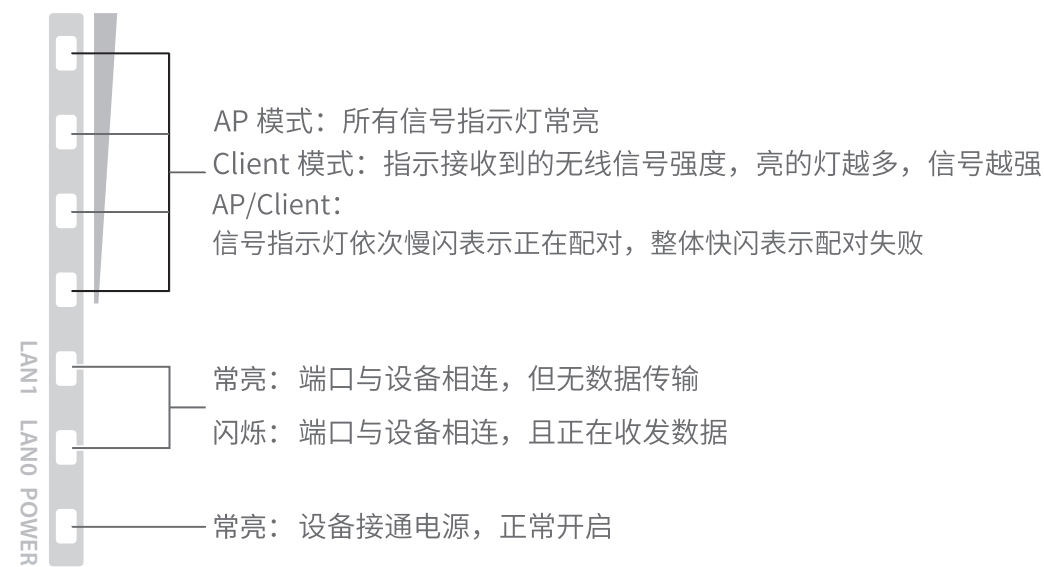 AP 模式：所有信号指示灯常亮
Client 模式：指示接收到的无线信号强度，亮的灯越多，信号越强
AP/Client：
信号指示灯依次慢闪表示正在配对，整体快闪表示配对失败
LAN1
常亮： 端口与设备相连，但无数据传输
LAN0
闪烁： 端口与设备相连，且正在收发数据
POWER
常亮： 设备接通电源，正常开启